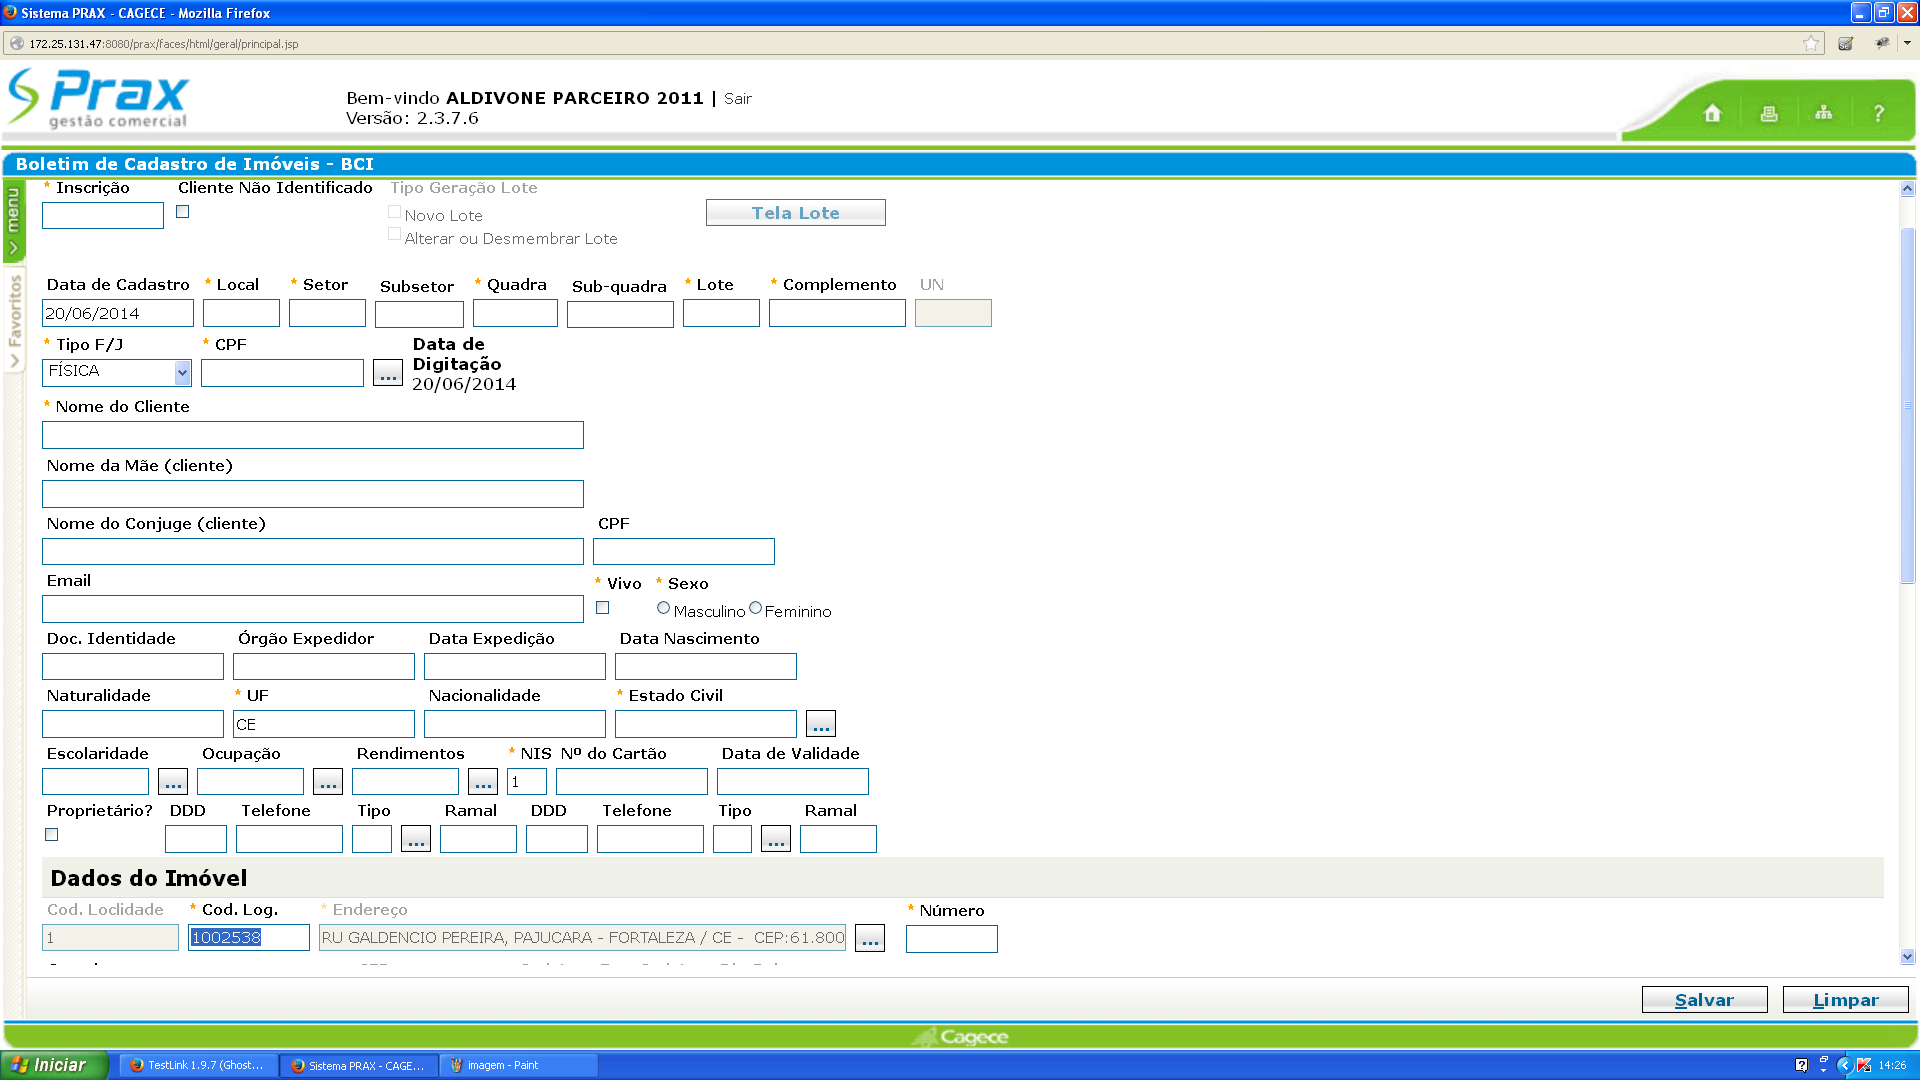 Sistema PRAX - CAGECE - Mozilla Firefox
172.25.131.47:8080/prax/faces/html/geral/principal.jsp
Prax
gestão comercial
Bem-vindo ALDIVONE PARCEIRO 2011 | Sair
Versão: 2.3.7.6
?
Boletim de Cadastro de Imóveis - BCI
menu
Favoritos
* Inscrição Cliente Não Identificado Tipo Geração Lote
Novo Lote
Tela Lote
Alterar ou Desmembrar Lote
Data de Cadastro * Local * Setor Subsetor * Quadra Sub-quadra * Lote * Complemento UN
20/06/2014
* Tipo F/J * CPF Data de
Digitação
FÍSICA ... 20/06/2014
* Nome do Cliente
Nome da Mãe (cliente)
Nome do Conjuge (cliente) CPF
Email * Vivo * Sexo
Masculino Feminino
Doc. Identidade Órgão Expedidor Data Expedição Data Nascimento
Naturalidade * UF Nacionalidade * Estado Civil
CE ...
Escolaridade Ocupação Rendimentos * NIS Nº do Cartão Data de Validade
... ... ... 1
Proprietário? DDD Telefone Tipo Ramal DDD Telefone Tipo Ramal
... ...
Dados do Imóvel
Cod. Loclidade * Cod. Log. * Endereço * Número
1 1002538 RU GALDENCIO PEREIRA, PAJUCARA - FORTALEZA / CE - CEP:61.800 ...
Salvar Limpar
Cagece
Iniciar TestLink 1.9.7 (Ghost... Sistema PRAX - CAGE... imagem - Paint 14:26